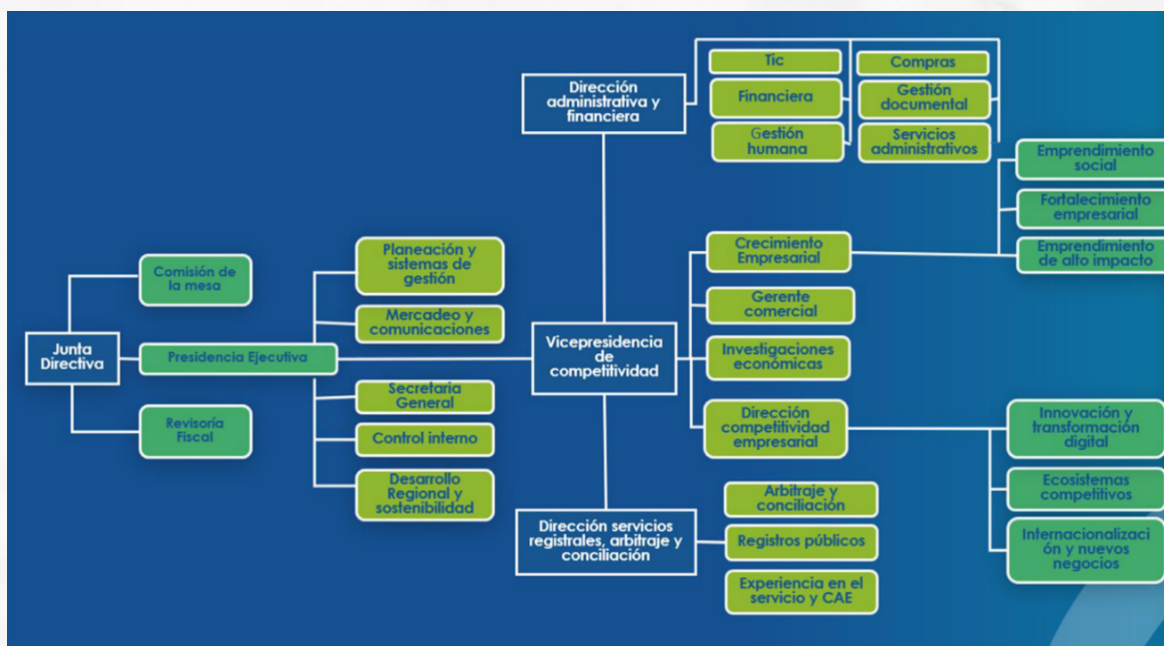 Junta
Directiva
Comisión de
la mesa
Presidencia Ejecutiva
Revisoría
Fiscal
Planeación y
sistemas de
gestión
Mercadeo y
comunicaciones
Secretaria
General
Control interno
Desarrollo
Regional y
sostenibilidad
Dirección
administrativa y
financiera
Vicepresidencia
de
competitividad
Dirección servicios
registrales, arbitraje y
conciliación
Tic
Financiera
Gestión
humana
Compras
Gestión
documental
Servicios
administrativos
Crecimiento
Empresarial
Gerente
comercial
Investigaciones
económicas
Dirección
competitividad
empresarial
Arbitraje y
conciliación
Registros públicos
Experiencia en el
servicio y CAE
Emprendimiento
social
Fortalecimiento
empresarial
Emprendimiento
de alto impacto
Innovación y
transformación
digital
Ecosistemas
competitivos
Internacionalizaci
ón y nuevos
negocios